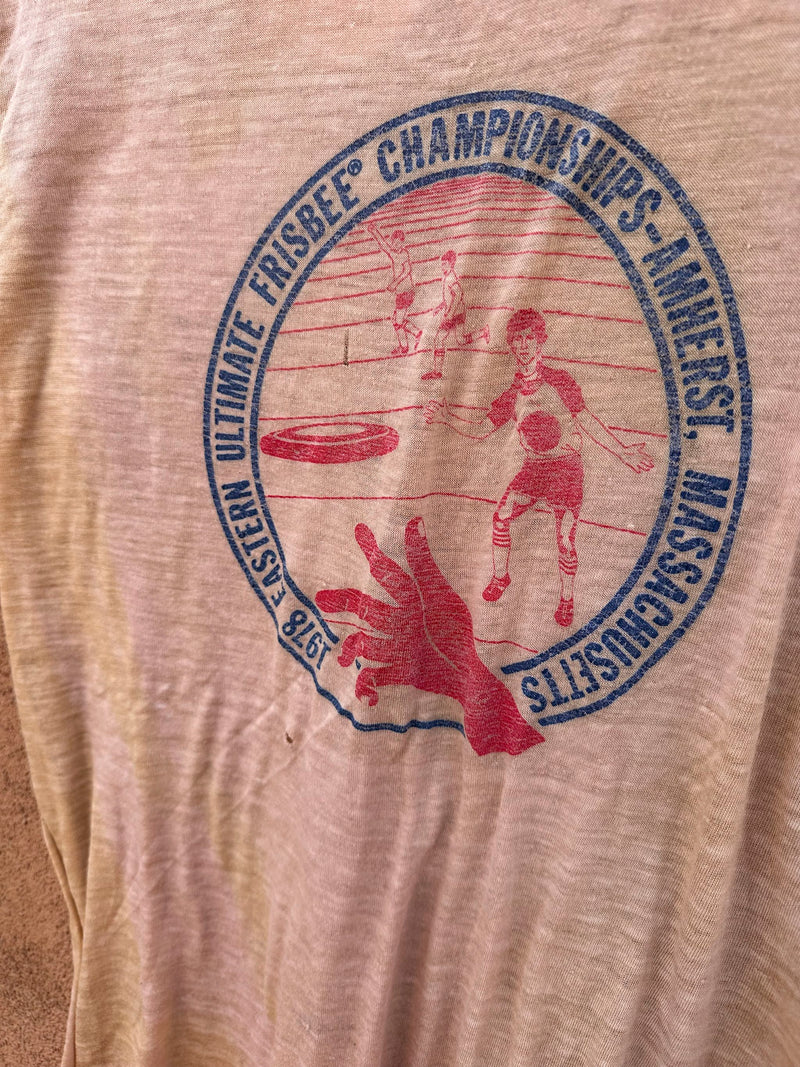 1978 EASTERN ULTIMATE FRISBEE® CHAMPIONSHIPS--AMHERST, MASSACHUSETTS